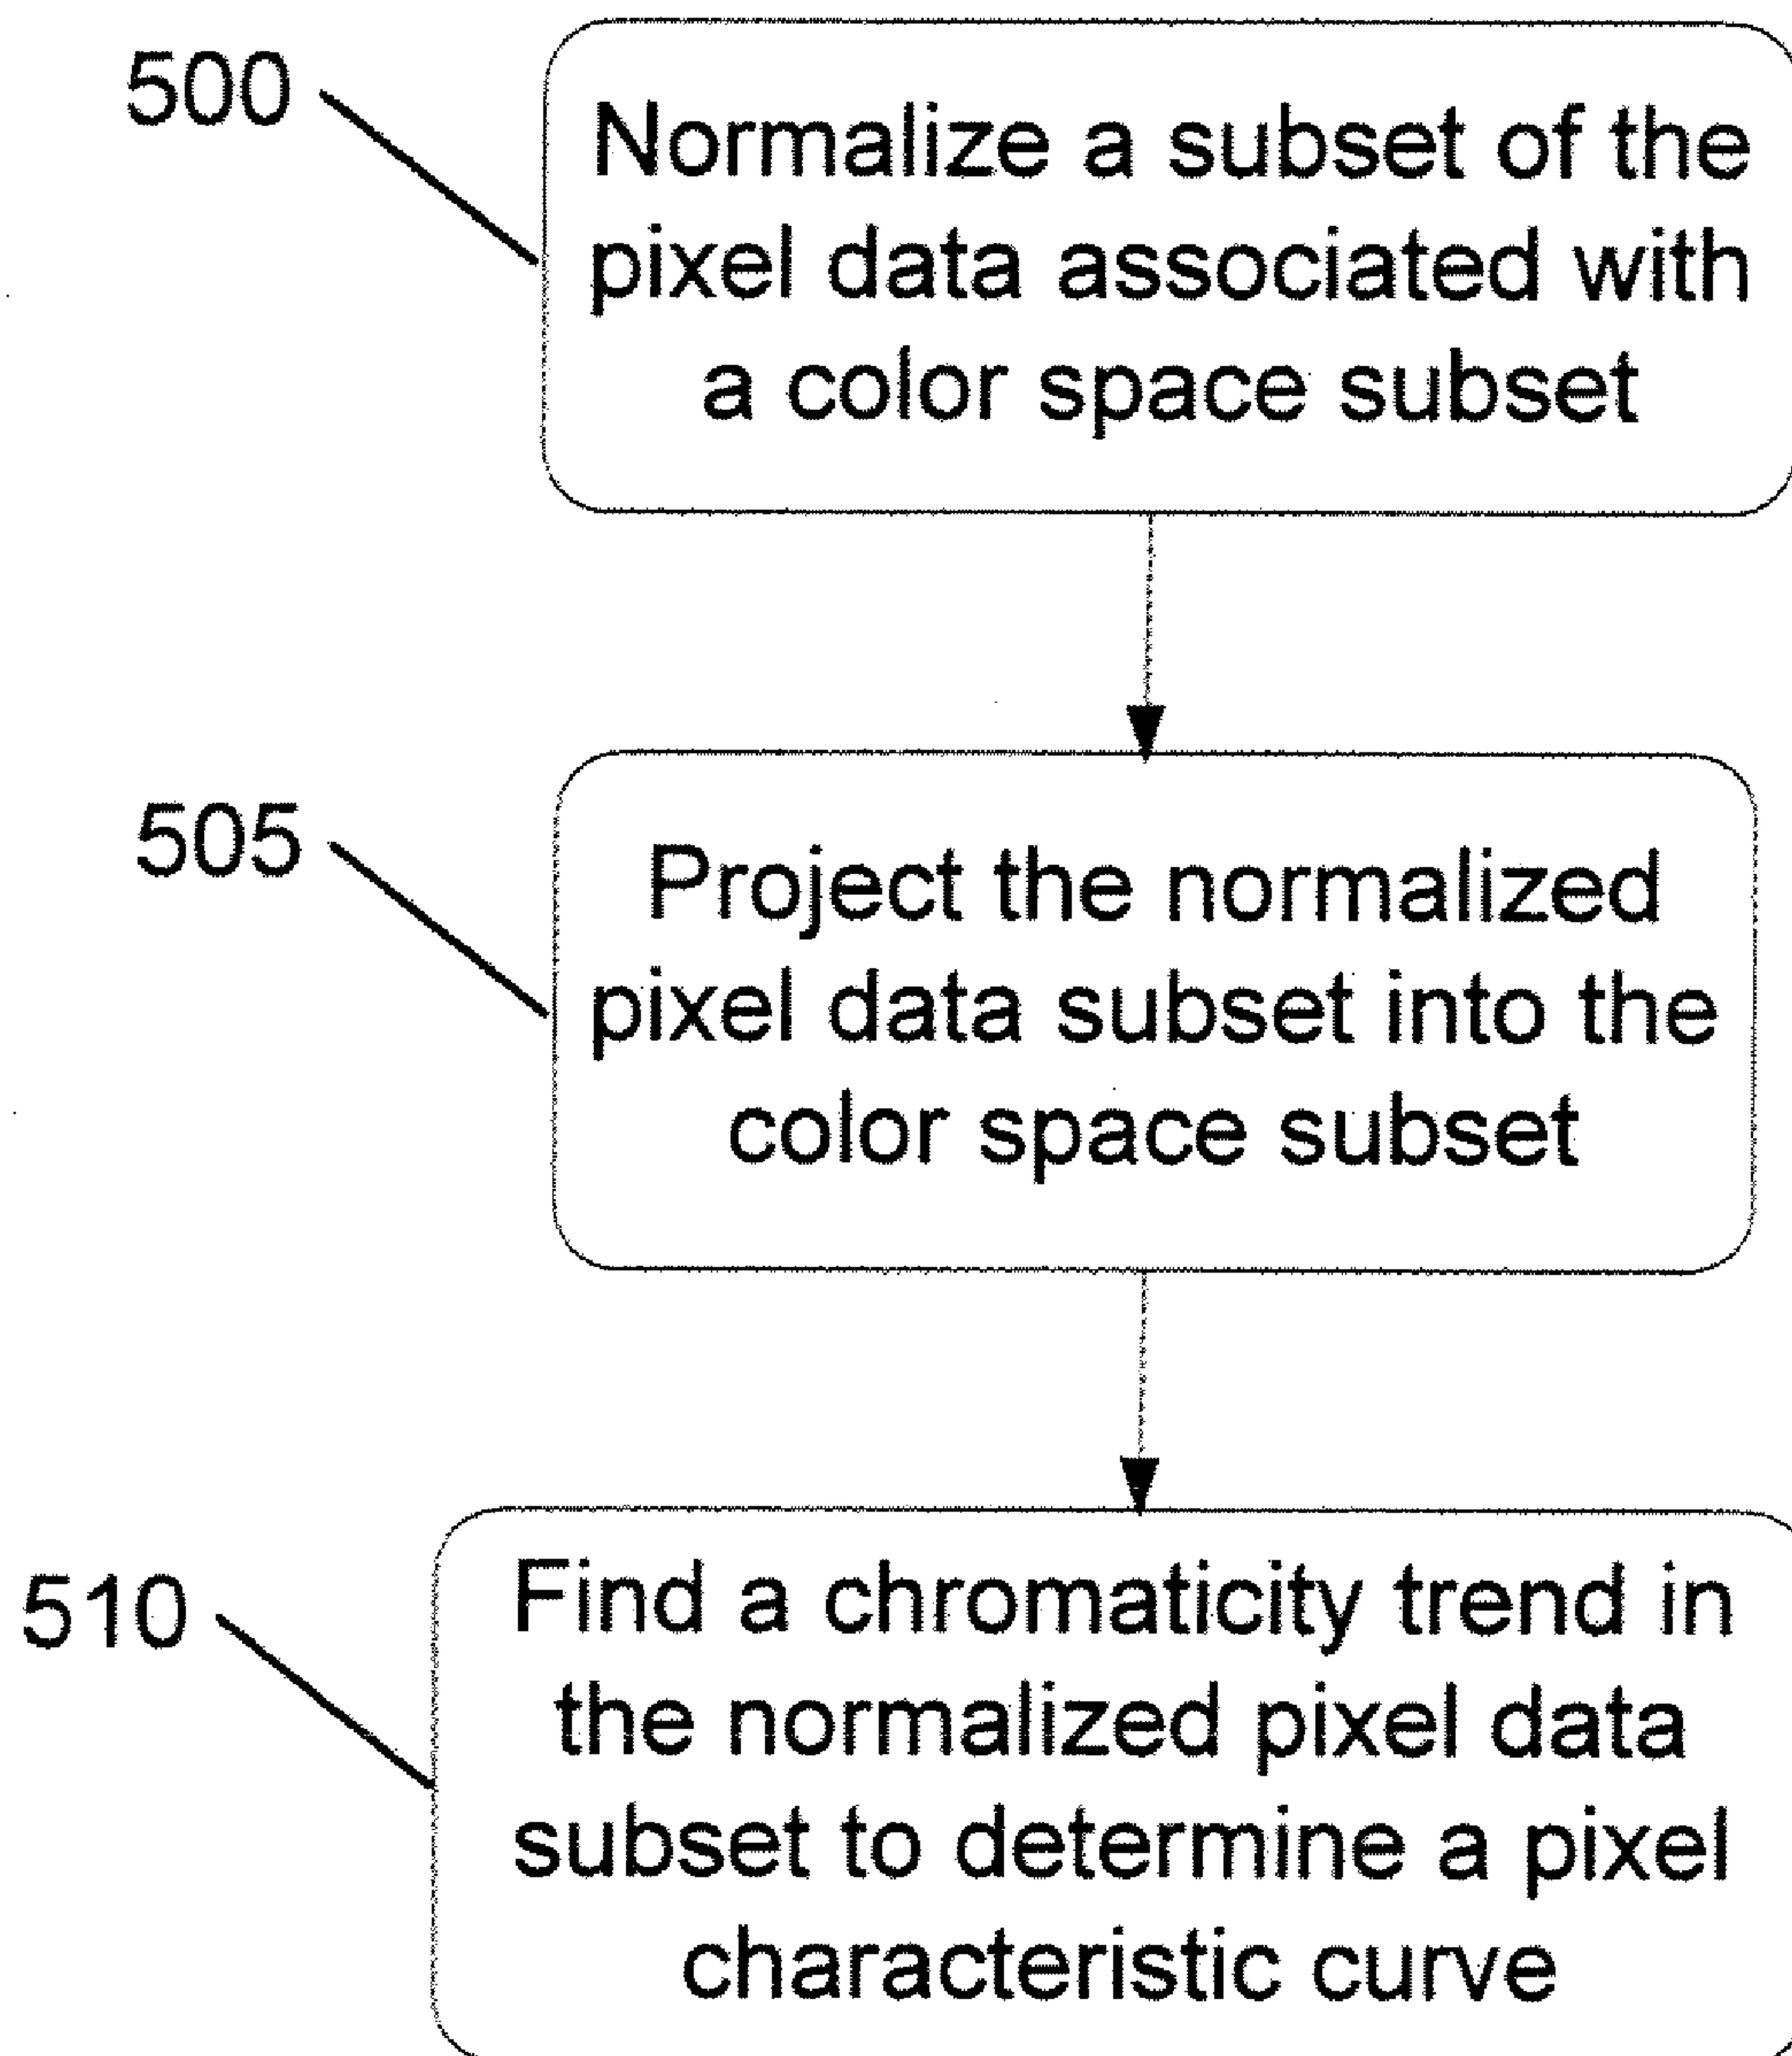 500
Normalize a subset of the
pixel data associated with
a color space subset
505
Project the normalized
pixel data subset into the
color space subset
510
Find a chromaticity trend in
the normalized pixel data
subset to determine a pixel
characteristic curve